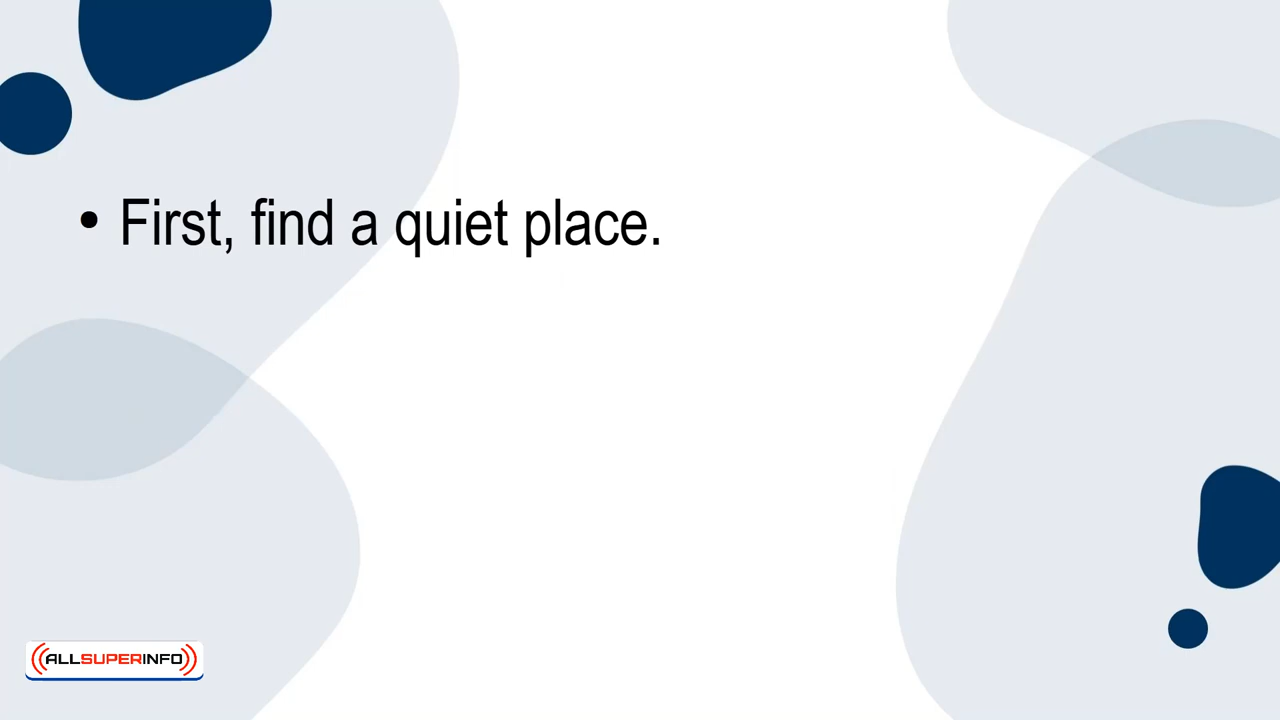 • First, find a quiet place.
ALLSUPERINFO